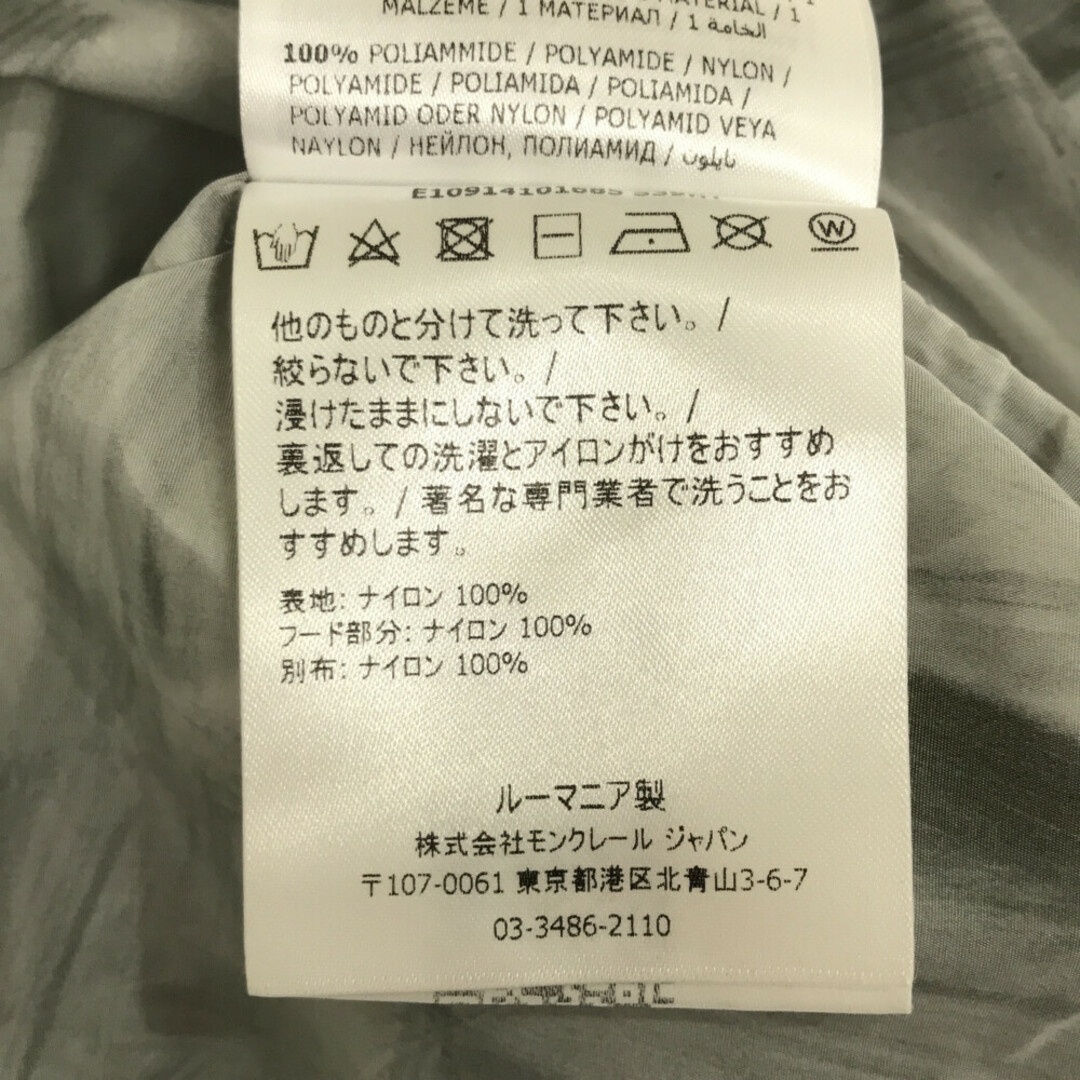 MATERIAL / 1
MALZEME / 1 МАТЕРИАЛ / 1 الخامة
100% POLIAMMIDE / POLYAMIDE / NYLON /
POLYAMIDE / POLIAMIDA / POLIAMIDA /
POLYAMID ODER NYLON / POLYAMID VEYA
NAYLON / НЕЙЛОН, ПОЛИАМИД / نايلون
W
他のものと分けて洗って下さい。/
絞らないで下さい。/
浸けたままにしないで下さい。/
裏返しての洗濯とアイロンがけをおすすめ
します。/ 著名な専門業者で洗うことをお
すすめします。
表地: ナイロン 100%
フード部分: ナイロン 100%
別布: ナイロン 100%
ルーマニア製
株式会社モンクレール ジャパン
〒107-0061 東京都港区北青山3-6-7
03-3486-2110